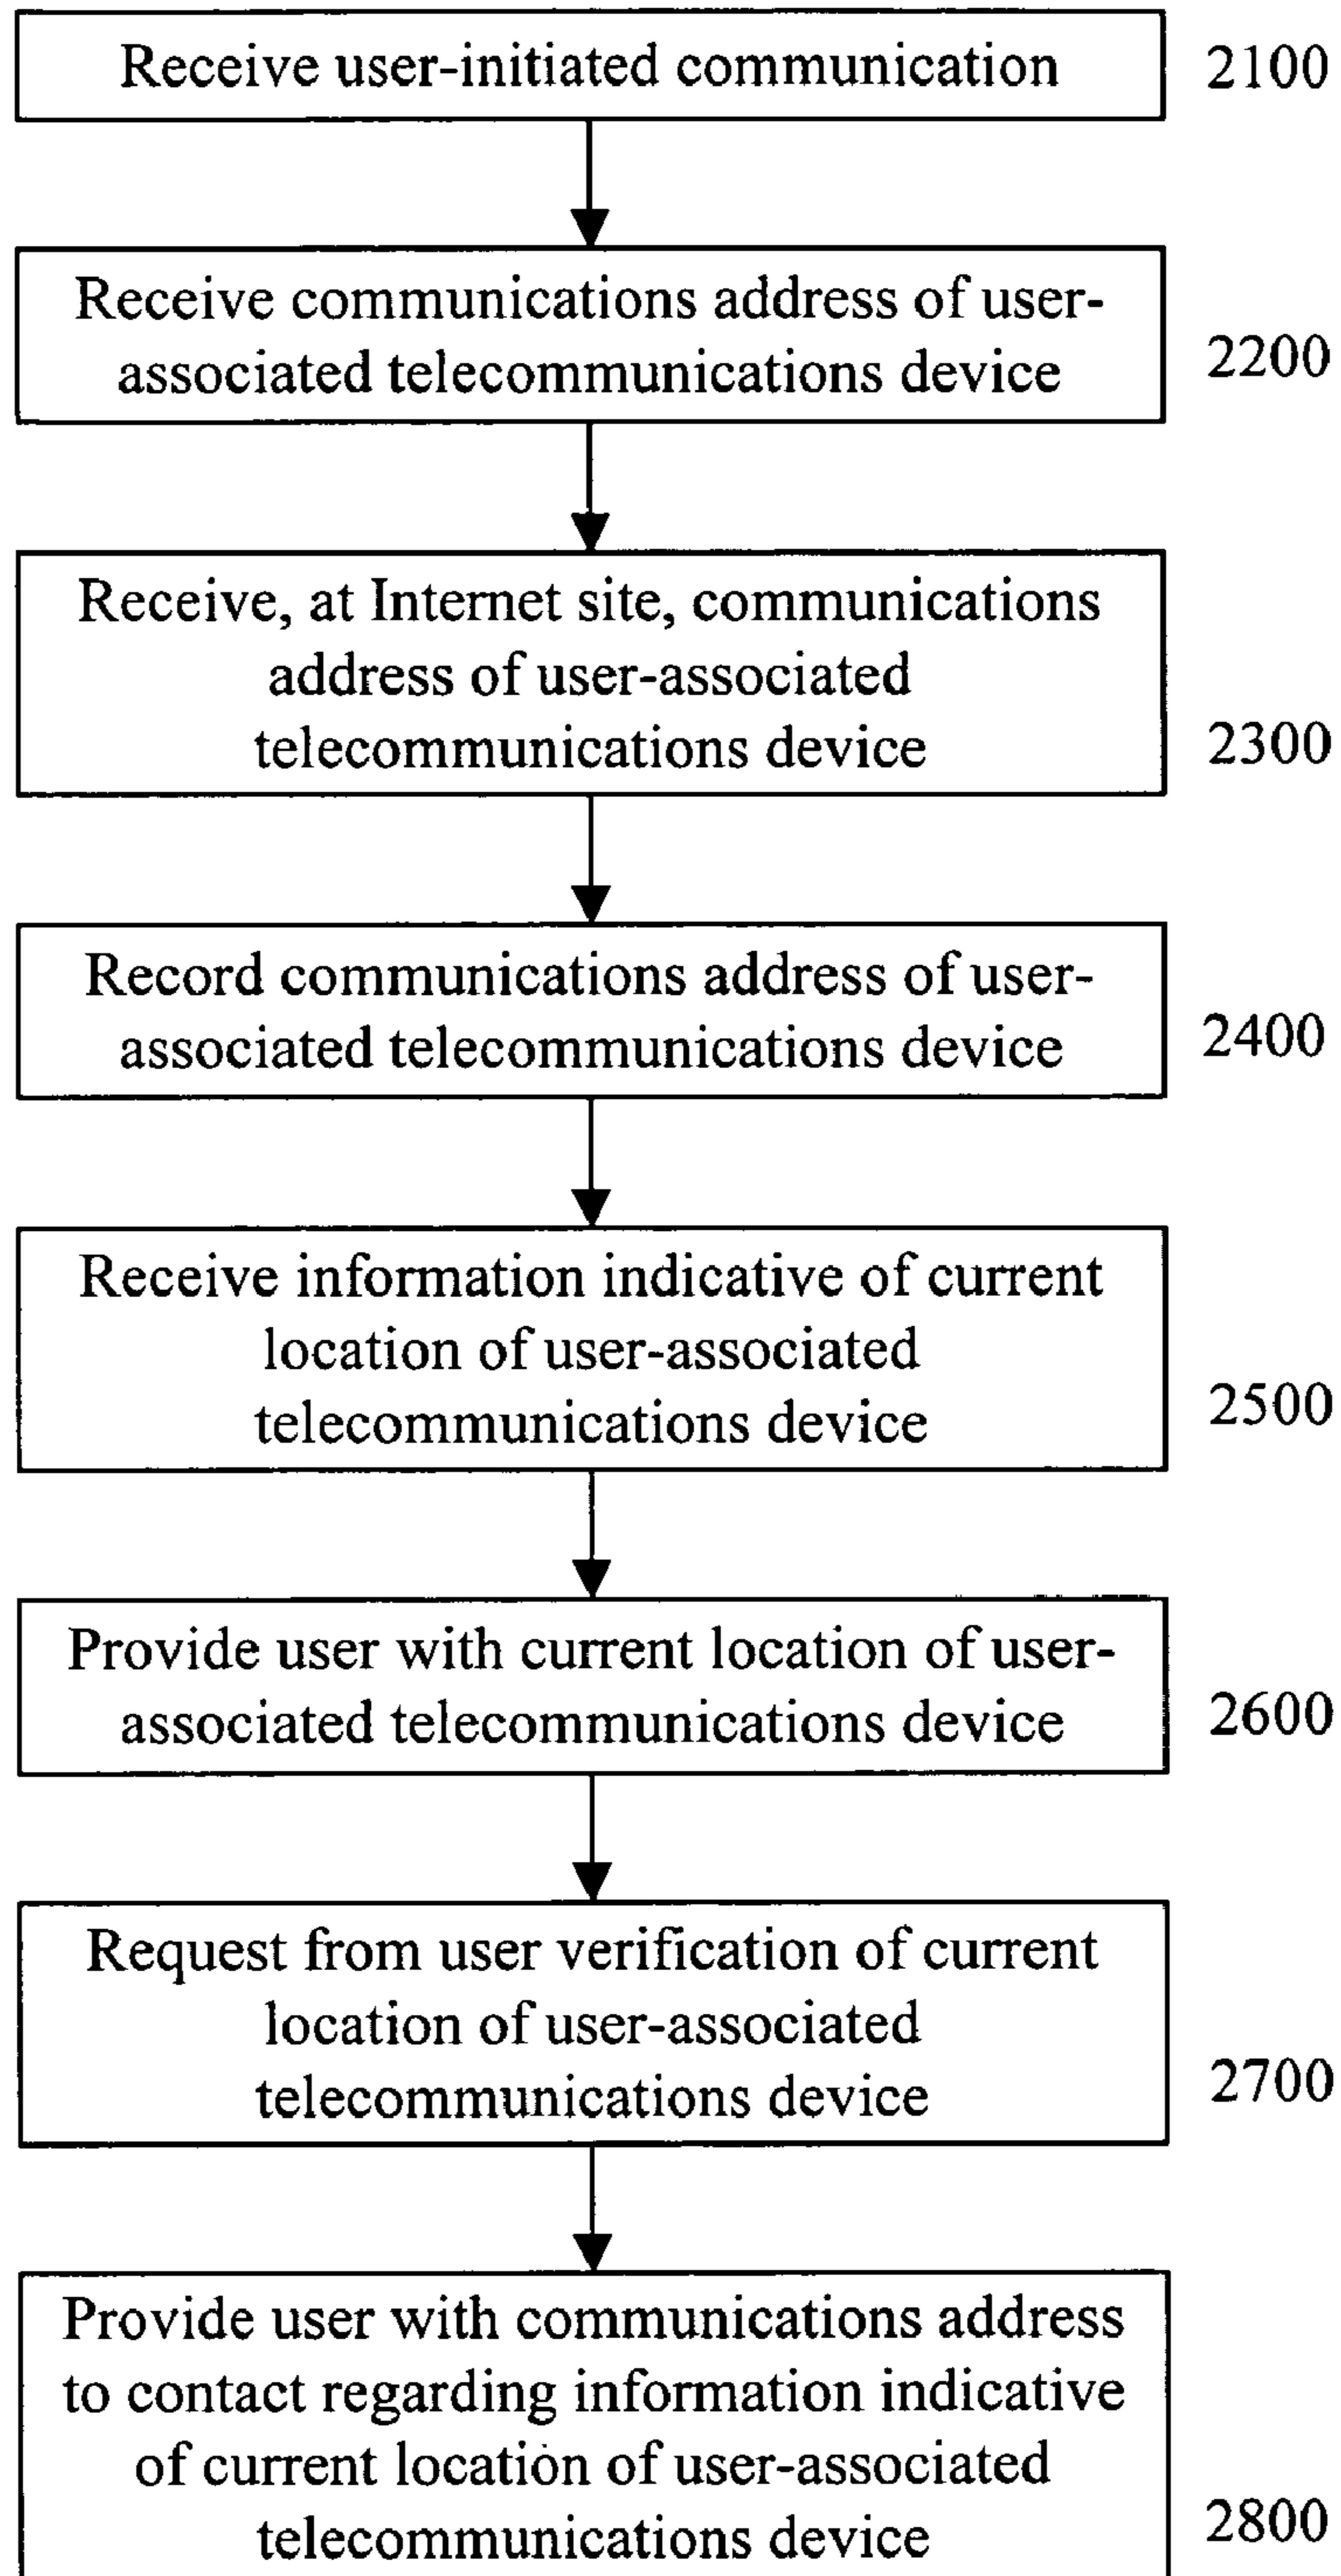 Receive user-initiated communication
2100
Receive communications address of user-
associated telecommunications device
2200
Receive, at Internet site, communications
address of user-associated
telecommunications device
2300
Record communications address of user-
associated telecommunications device
2400
Receive information indicative of current
location of user-associated
telecommunications device
2500
Provide user with current location of user-
associated telecommunications device
2600
Request from user verification of current
location of user-associated
telecommunications device
2700
Provide user with communications address
to contact regarding information indicative
of current location of user-associated
telecommunications device
2800